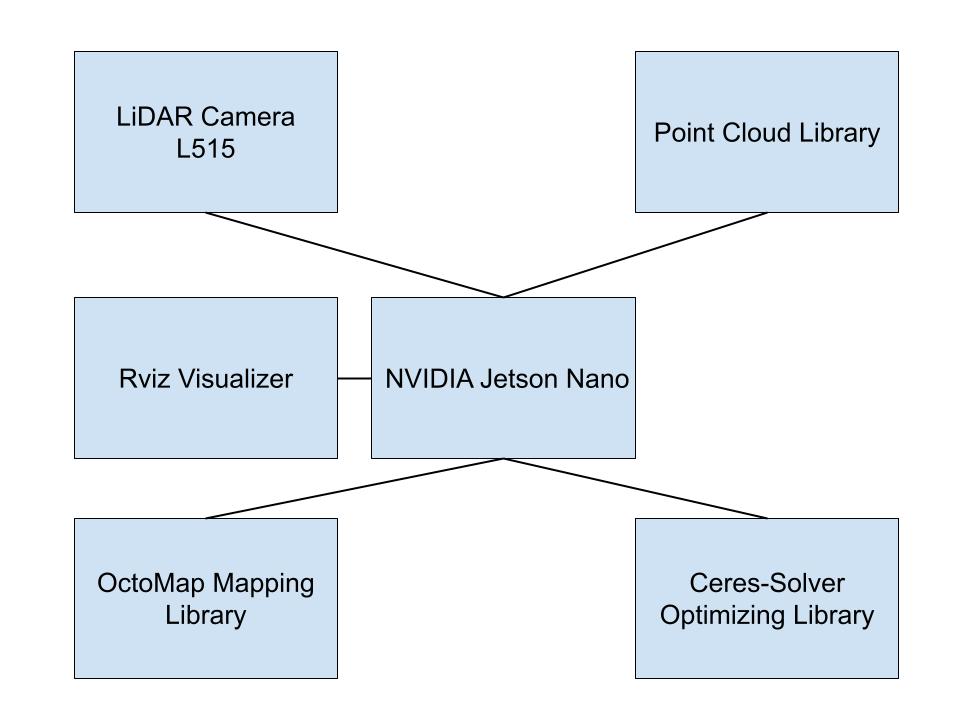 LiDAR Camera
L515
Point Cloud Library
Rviz Visualizer
NVIDIA Jetson Nano
OctoMap Mapping
Library
Ceres-Solver
Optimizing Library